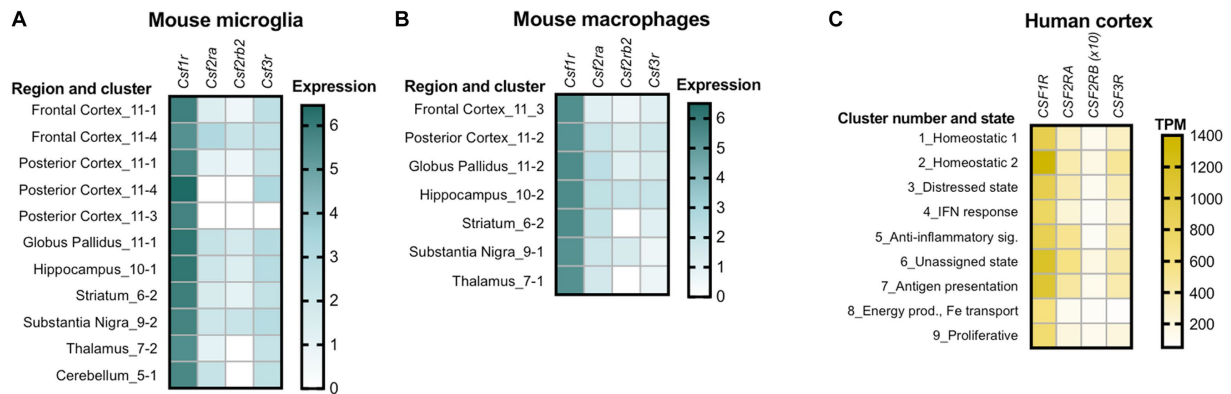 A
Mouse microglia
Csf1r
Csf2ra
Csf2rb2
Csf3r
Region and cluster
Expression
Frontal Cortex_11-1
Frontal Cortex_11-4
Posterior Cortex_11-1
Posterior Cortex_11-4
Posterior Cortex_11-3
Globus Pallidus_11-1
Hippocampus_10-1
Striatum_6-2
Substantia Nigra_9-2
Thalamus_7-2
Cerebellum_5-1
6
5
4
3
2
1
0
B
Mouse macrophages
Csf1r
Csf2ra
Csf2rb2
Csf3r
Region and cluster
Expression
Frontal Cortex_11_3
Posterior Cortex_11-2
Globus Pallidus_11-2
Hippocampus_10-2
Striatum_6-2
Substantia Nigra_9-1
Thalamus_7-1
6
5
4
3
2
1
0
C
Human cortex
CSF1R
CSF2RA
CSF2RB (x10)
CSF3R
Cluster number and state
TPM
1_Homeostatic 1
2_Homeostatic 2
3_Distressed state
4_IFN response
5_Anti-inflammatory sig.
6_Unassigned state
7_Antigen presentation
8_Energy prod., Fe transport
9_Proliferative
1400
1200
1000
800
600
400
200